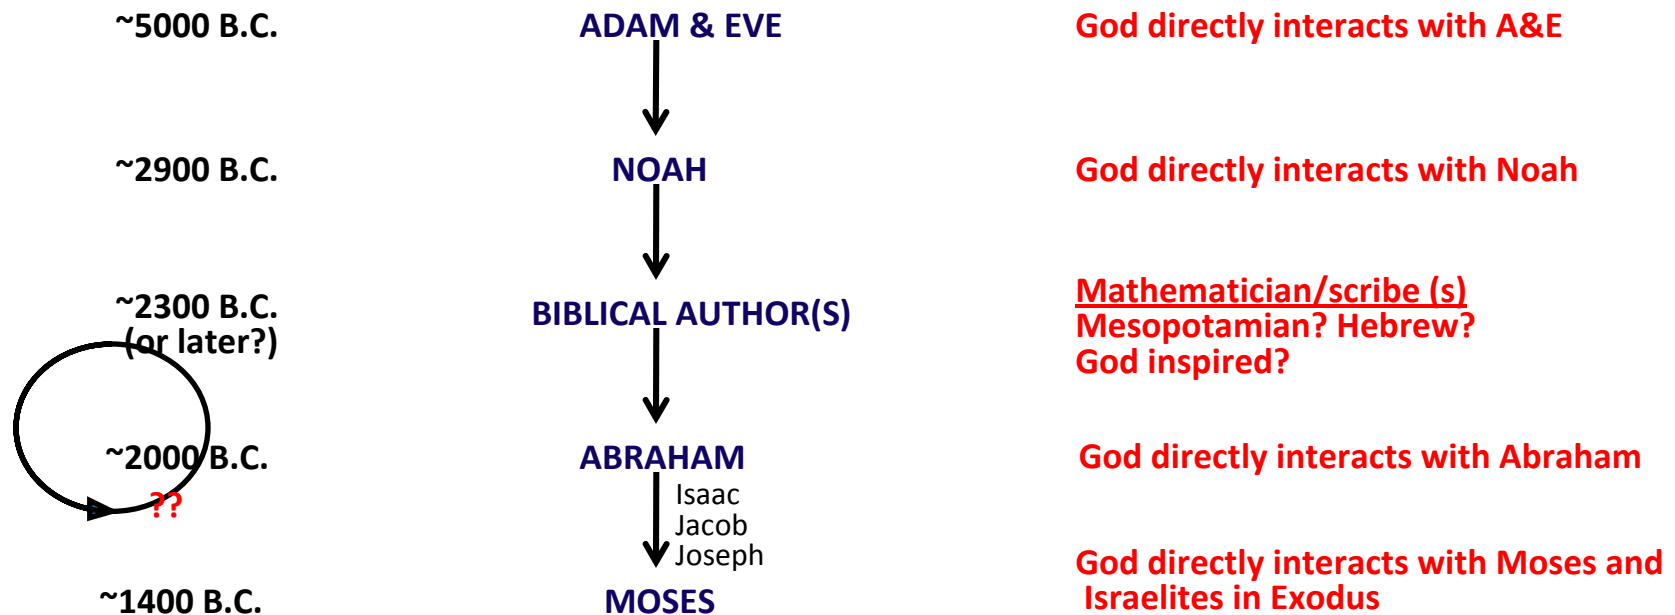 ~5000 B.C. ADAM & EVE God directly interacts with A&E
~2900 B.C. NOAH God directly interacts with Noah
~2300 B.C. BIBLICAL AUTHOR(S) Mathematician/scribe (s)
(or later?) Mesopotamian? Hebrew?
God inspired?
~2000 B.C. ABRAHAM God directly interacts with Abraham
?? Isaac
Jacob
Joseph
~1400 B.C. MOSES God directly interacts with Moses and
Israelites in Exodus